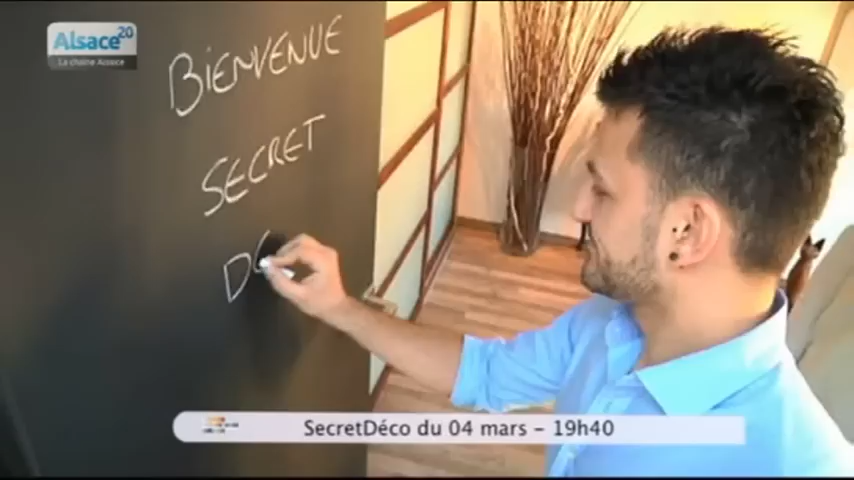 Alsace20
La chaîne Alsace
BIENVENUE
SECRET
DÉ
SecretDéco du 04 mars - 19h40